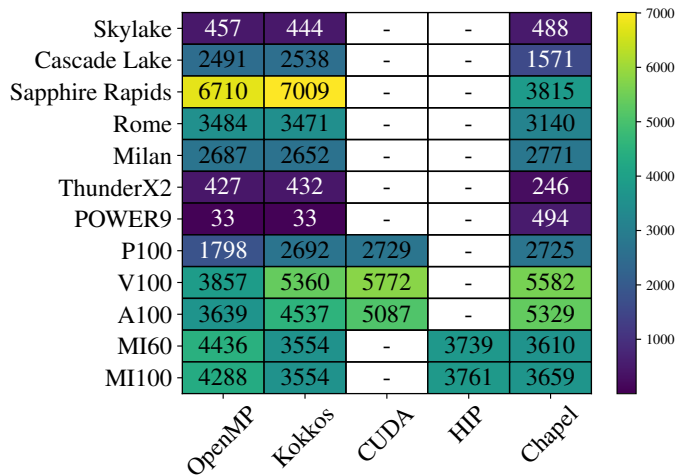 Skylake 457 444 - - 488
Cascade Lake 2491 2538 - - 1571
Sapphire Rapids 6710 7009 - - 3815
Rome 3484 3471 - - 3140
Milan 2687 2652 - - 2771
ThunderX2 427 432 - - 246
POWER9 33 33 - - 494
P100 1798 2692 2729 - 2725
V100 3857 5360 5772 - 5582
A100 3639 4537 5087 - 5329
MI60 4436 3554 - 3739 3610
MI100 4288 3554 - 3761 3659
OpenMP Kokkos CUDA HIP Chapel
7000
6000
5000
4000
3000
2000
1000